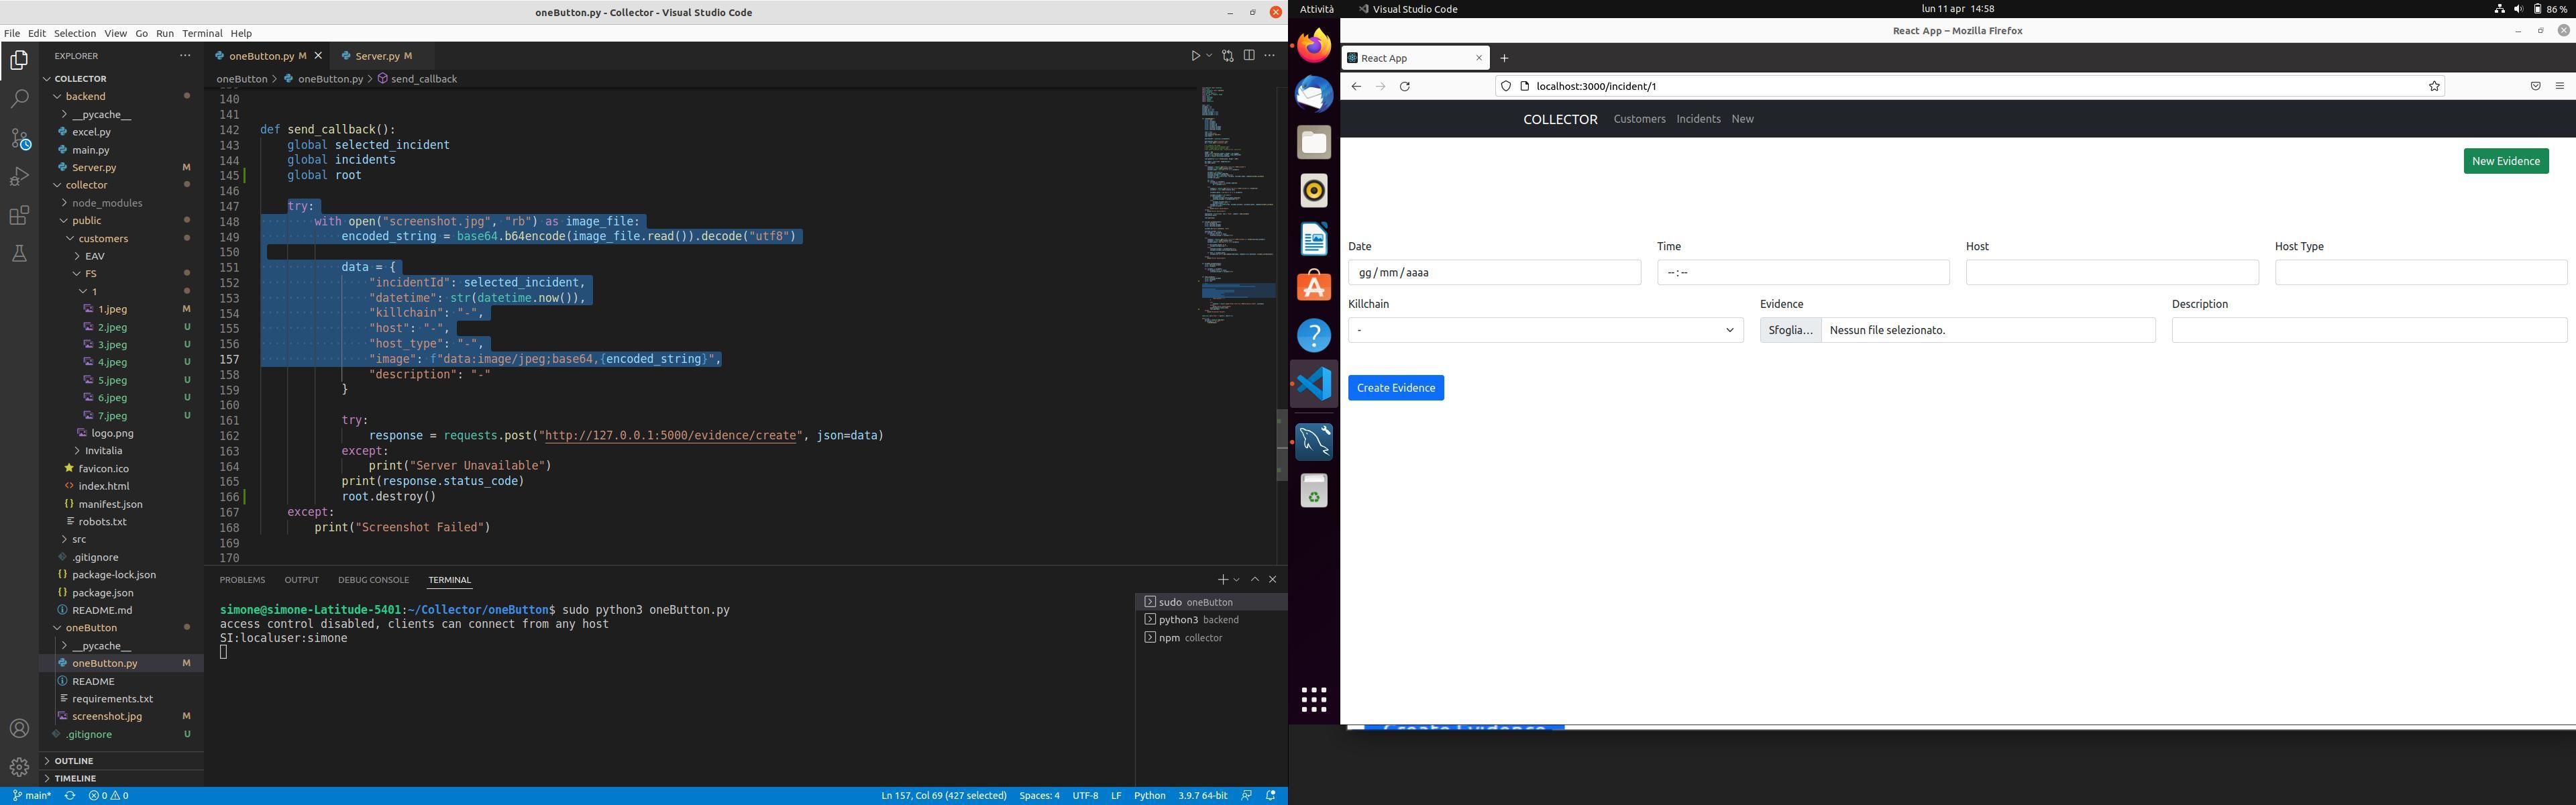 oneButton.py - Collector - Visual Studio Code
File Edit Selection View Go Run Terminal Help
EXPLORER
COLLECTOR
backend
__pycache__
excel.py
main.py
Server.py M
collector
node_modules
public
customers
EAV
FS
1
1.jpeg M
2.jpeg U
3.jpeg U
4.jpeg U
5.jpeg U
6.jpeg U
7.jpeg U
logo.png
Invitalia
favicon.ico
index.html
manifest.json
robots.txt
src
.gitignore
package-lock.json
package.json
README.md
oneButton
__pycache__
oneButton.py M
README
requirements.txt
screenshot.jpg M
.gitignore U
OUTLINE
TIMELINE
oneButton.py M
Server.py M
oneButton > oneButton.py > send_callback
140
141
142 def send_callback():
143 global selected_incident
144 global incidents
145 global root
146
147 try:
148 with open("screenshot.jpg", "rb") as image_file:
149 encoded_string = base64.b64encode(image_file.read()).decode("utf8")
150
151 data = {
152 "incidentId": selected_incident,
153 "datetime": str(datetime.now()),
154 "killchain": "-",
155 "host": "-",
156 "host_type": "-",
157 "image": f"data:image/jpeg;base64,{encoded_string}",
158 "description": "-"
159 }
160
161 try:
162 response = requests.post("http://127.0.0.1:5000/evidence/create", json=data)
163 except:
164 print("Server Unavailable")
165 print(response.status_code)
166 root.destroy()
167 except:
168 print("Screenshot Failed")
169
170
PROBLEMS OUTPUT DEBUG CONSOLE TERMINAL
simone@simone-Latitude-5401:~/Collector/oneButton$ sudo python3 oneButton.py
access control disabled, clients can connect from any host
SI:localuser:simone
sudo oneButton
python3 backend
npm collector
main* 0 0 Ln 157, Col 69 (427 selected) Spaces: 4 UTF-8 LF Python 3.9.7 64-bit
Attività Visual Studio Code lun 11 apr 14:58 86 %
React App – Mozilla Firefox
React App
localhost:3000/incident/1
COLLECTOR Customers Incidents New
New Evidence
Date Time Host Host Type
gg / mm / aaaa -- : --
Killchain Evidence Description
- Sfoglia… Nessun file selezionato.
Create Evidence